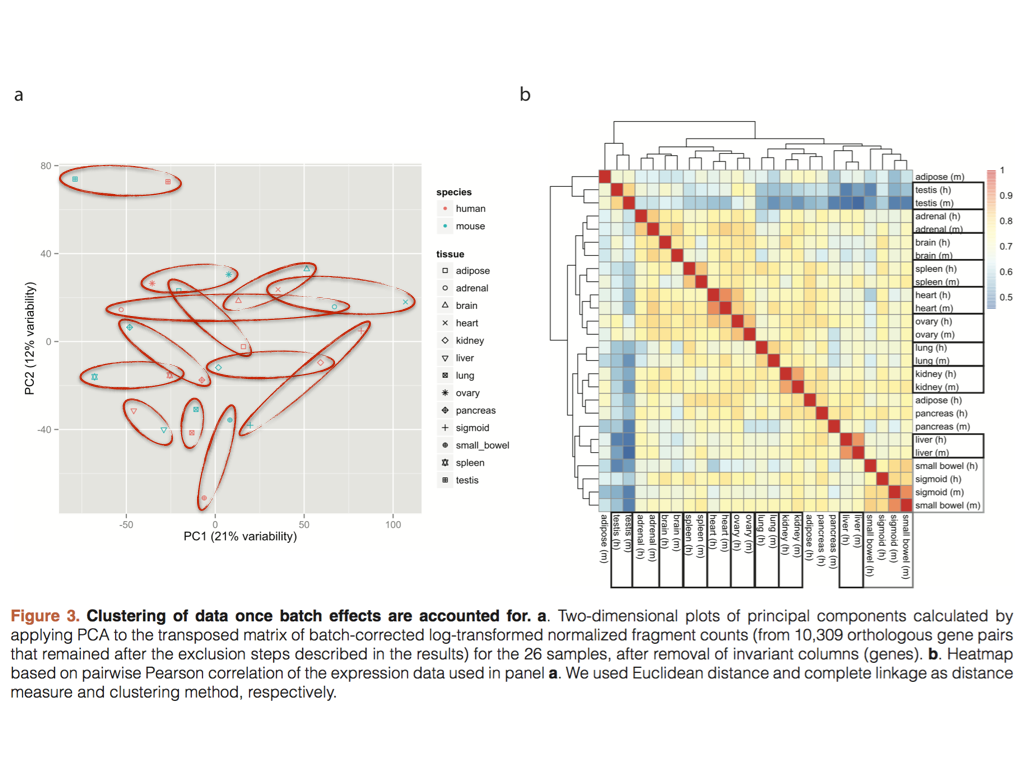 a
b
80
40
0
-40
-50
0
50
100
PC1 (21% variability)
PC2 (12% variability)
species
human
mouse
tissue
adipose
adrenal
brain
heart
kidney
liver
lung
ovary
pancreas
sigmoid
small_bowel
spleen
testis
adipose (m)
testis (h)
testis (m)
adrenal (h)
adrenal (m)
brain (h)
brain (m)
spleen (h)
spleen (m)
heart (h)
heart (m)
ovary (h)
ovary (m)
lung (h)
lung (m)
kidney (h)
kidney (m)
adipose (h)
pancreas (h)
pancreas (m)
liver (h)
liver (m)
small bowel (h)
sigmoid (h)
sigmoid (m)
small bowel (m)
1
0.9
0.8
0.7
0.6
0.5
adipose (m)
testis (h)
testis (m)
adrenal (h)
adrenal (m)
brain (h)
brain (m)
spleen (h)
spleen (m)
heart (h)
heart (m)
ovary (h)
ovary (m)
lung (h)
lung (m)
kidney (h)
kidney (m)
adipose (h)
pancreas (h)
pancreas (m)
liver (h)
liver (m)
small bowel (h)
sigmoid (h)
sigmoid (m)
small bowel (m)
Figure 3. Clustering of data once batch effects are accounted for. a. Two-dimensional plots of principal components calculated by
applying PCA to the transposed matrix of batch-corrected log-transformed normalized fragment counts (from 10,309 orthologous gene pairs
that remained after the exclusion steps described in the results) for the 26 samples, after removal of invariant columns (genes). b. Heatmap
based on pairwise Pearson correlation of the expression data used in panel a. We used Euclidean distance and complete linkage as distance
measure and clustering method, respectively.